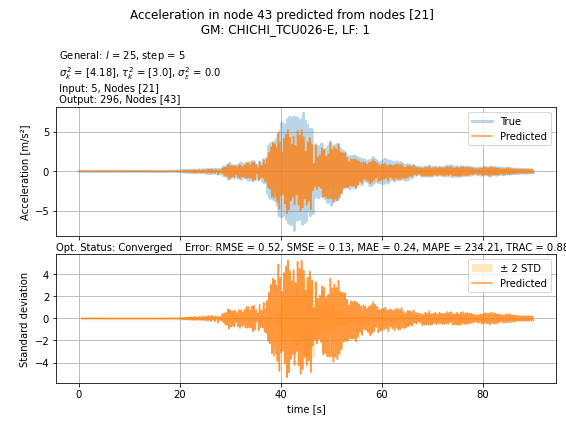 Acceleration in node 43 predicted from nodes [21]
GM: CHICHI_TCU026-E, LF: 1
General: l = 25, step = 5
σ²ₖ = [4.18], τ²ₖ = [3.0], σ²_ε = 0.0
Input: 5, Nodes [21]
Output: 296, Nodes [43]
Acceleration [m/s²]
5
0
−5
True
Predicted
Opt. Status: Converged Error: RMSE = 0.52, SMSE = 0.13, MAE = 0.24, MAPE = 234.21, TRAC = 0.88
Standard deviation
4
2
0
−2
−4
± 2 STD
Predicted
0 20 40 60 80
time [s]